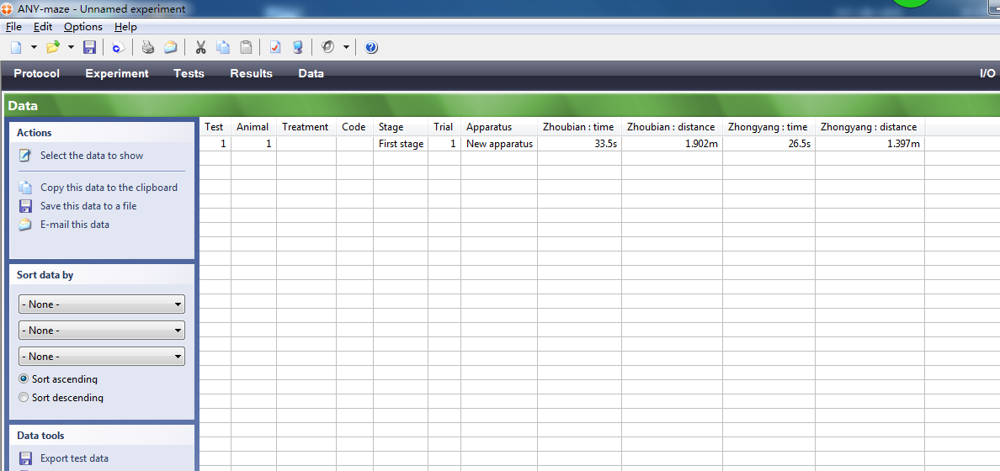 ANY-maze - Unnamed experiment
File Edit Options Help
Protocol Experiment Tests Results Data I/O
Data
Actions
Select the data to show
Copy this data to the clipboard
Save this data to a file
E-mail this data
Sort data by
- None -
- None -
- None -
Sort ascending
Sort descending
Data tools
Export test data
Test Animal Treatment Code Stage Trial Apparatus Zhoubian : time Zhoubian : distance Zhongyang : time Zhongyang : distance
1 1 First stage 1 New apparatus 33.5s 1.902m 26.5s 1.397m